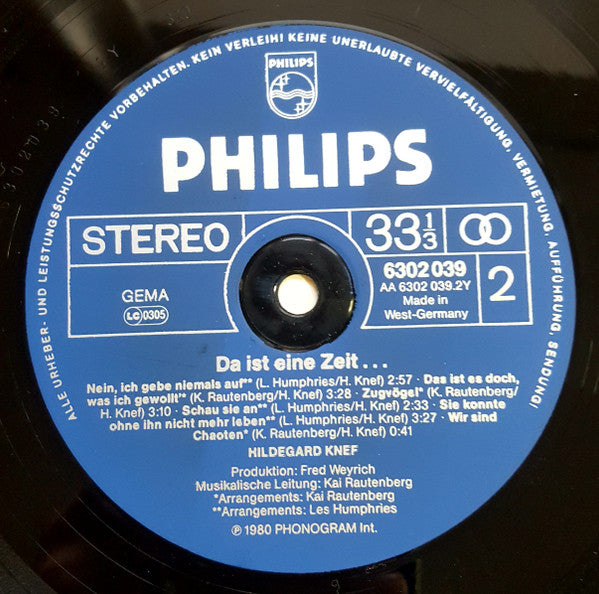 ALLE URHEBER- UND LEISTUNGSSCHUTZRECHTE VORBEHALTEN. KEIN VERLEIH! KEINE UNERLAUBTE VERVIELFÄLTIGUNG, VERMIETUNG, AUFFÜHRUNG, SENDUNG!
PHILIPS
PHILIPS
STEREO
33 1/3
GEMA
LC 0305
6302 039
AA 6302 039.2Y
Made in
West-Germany
2
Da ist eine Zeit . . .
Nein, ich gebe niemals auf** (L. Humphries/H. Knef) 2:57 · Das ist es doch,
was ich gewollt* (K. Rautenberg/H. Knef) 3:28 · Zugvögel* (K. Rautenberg/
H. Knef) 3:10 · Schau sie an** (L. Humphries/H. Knef) 2:33 · Sie konnte
ohne ihn nicht mehr leben** (L. Humphries/H. Knef) 3:27 · Wir sind
Chaoten* (K. Rautenberg/H. Knef) 0:41
HILDEGARD KNEF
Produktion: Fred Weyrich
Musikalische Leitung: Kai Rautenberg
*Arrangements: Kai Rautenberg
**Arrangements: Les Humphries
℗ 1980 PHONOGRAM Int.